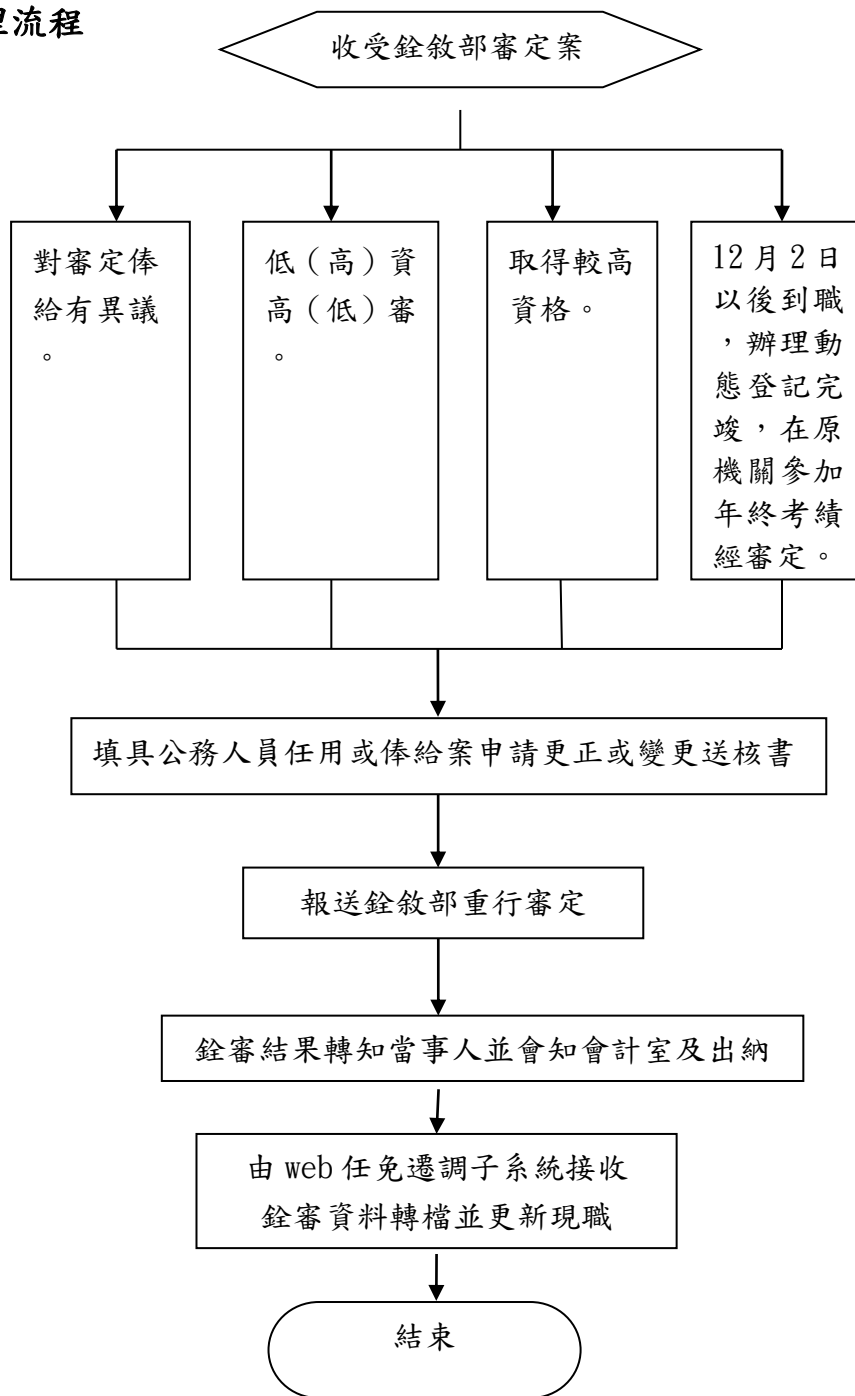 理流程
收受銓敘部審定案
對審定俸
給有異議
。
低（高）資
高（低）審
。
取得較高
資格。
12月2日
以後到職
，辦理動
態登記完
竣，在原
機關參加
年終考績
經審定。
填具公務人員任用或俸給案申請更正或變更送核書
報送銓敘部重行審定
銓審結果轉知當事人並會知會計室及出納
由 web 任免遷調子系統接收
銓審資料轉檔並更新現職
結束